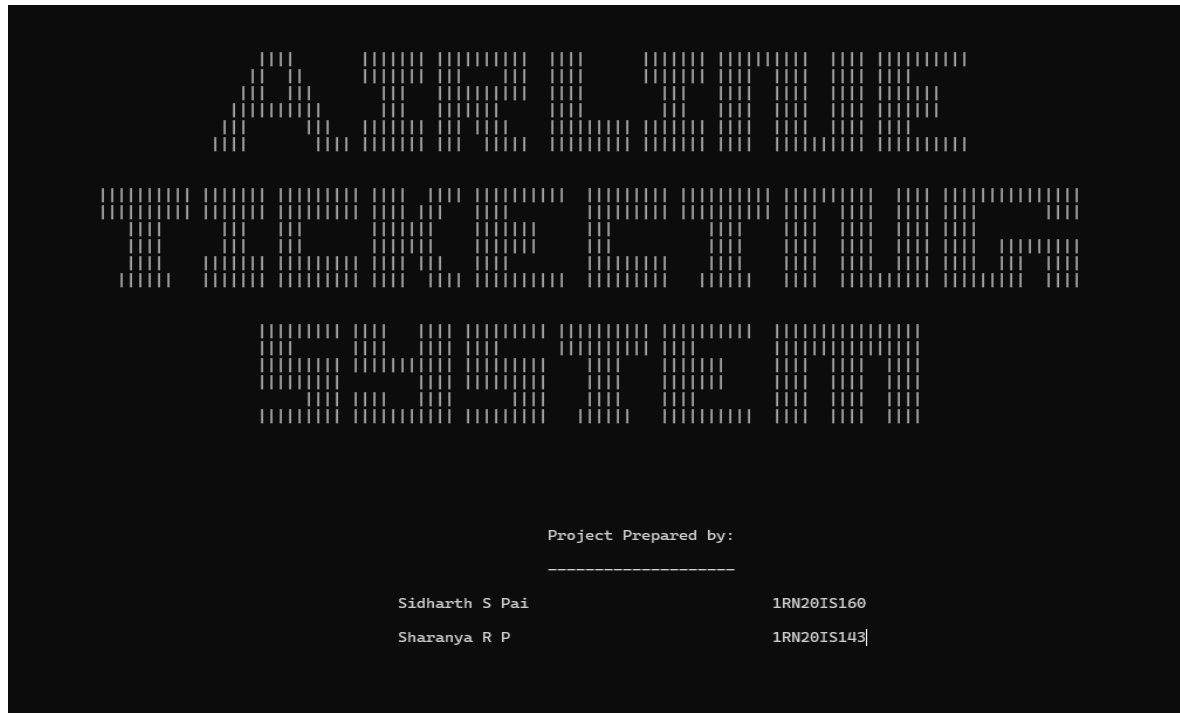 AIRLINE
TICKETING
SYSTEM
Project Prepared by:
--------------------
Sidharth S Pai 1RN20IS160
Sharanya R P 1RN20IS143